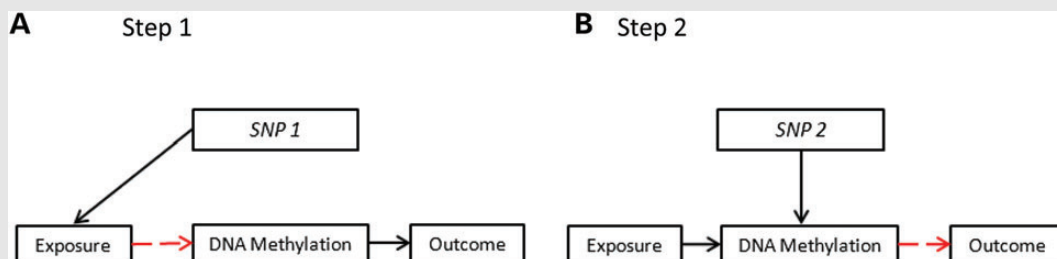 A Step 1
SNP 1
Exposure DNA Methylation Outcome
B Step 2
SNP 2
Exposure DNA Methylation Outcome